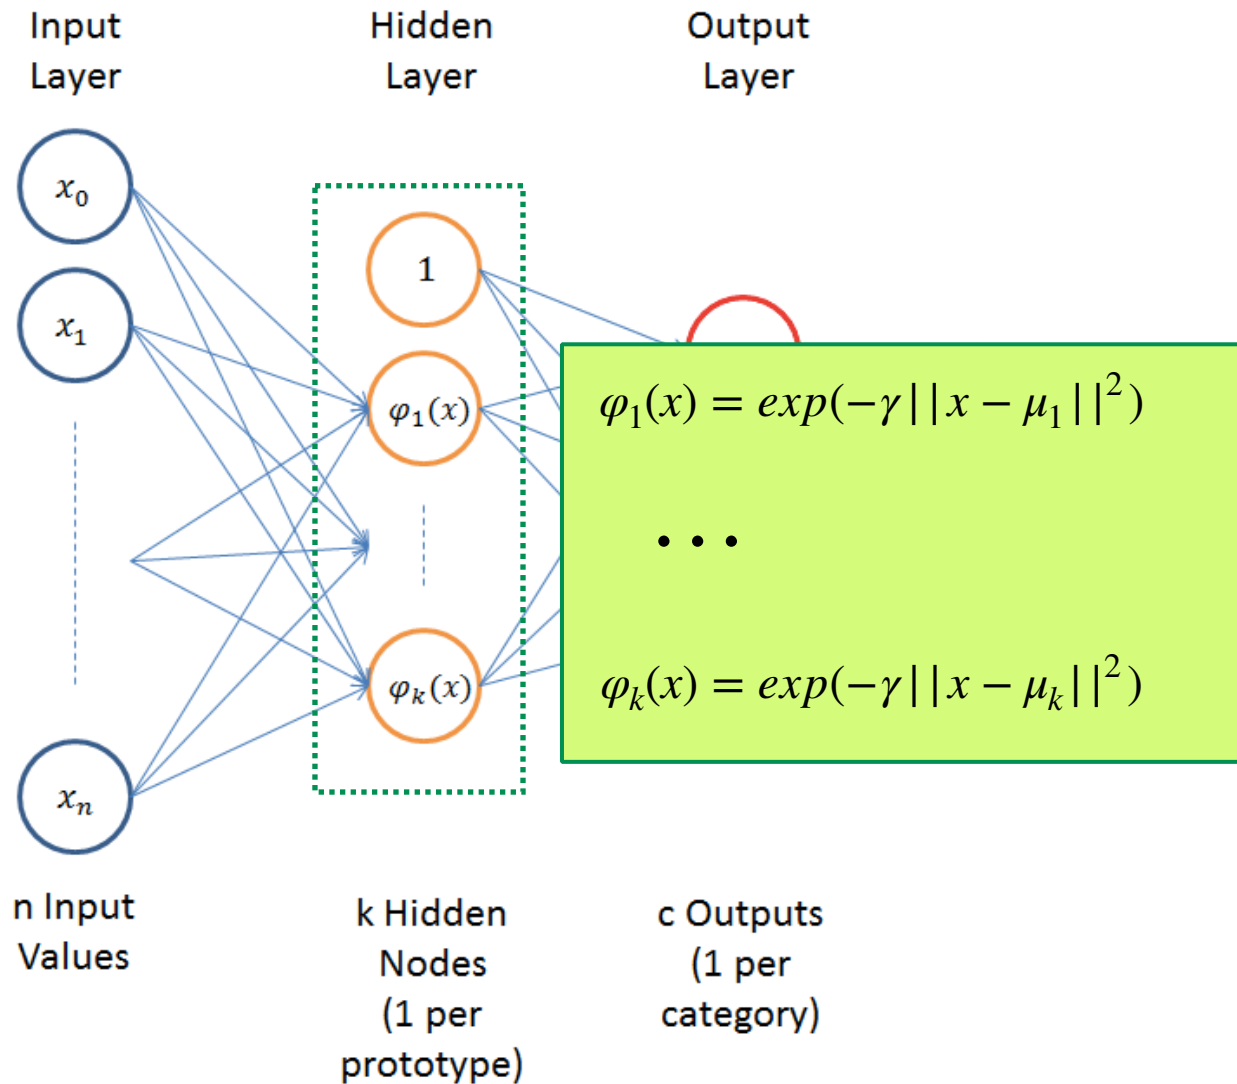 Input
Layer
Hidden
Layer
Output
Layer
x₀
x₁
xₙ
1
φ₁(x)
φₖ(x)
φ₁(x) = exp(−γ||x − μ₁||²)
...
φₖ(x) = exp(−γ||x − μₖ||²)
n Input
Values
k Hidden
Nodes
(1 per
prototype)
c Outputs
(1 per
category)